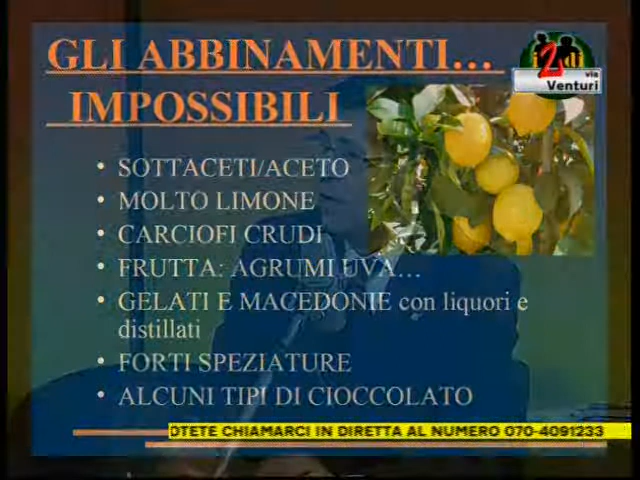 GLI ABBINAMENTI...
IMPOSSIBILI
2
via
Venturi
• SOTTACETI/ACETO
• MOLTO LIMONE
• CARCIOFI CRUDI
• FRUTTA: AGRUMI UVA...
• GELATI E MACEDONIE con liquori e
distillati
• FORTI SPEZIATURE
• ALCUNI TIPI DI CIOCCOLATO
OTETE CHIAMARCI IN DIRETTA AL NUMERO 070-4091233